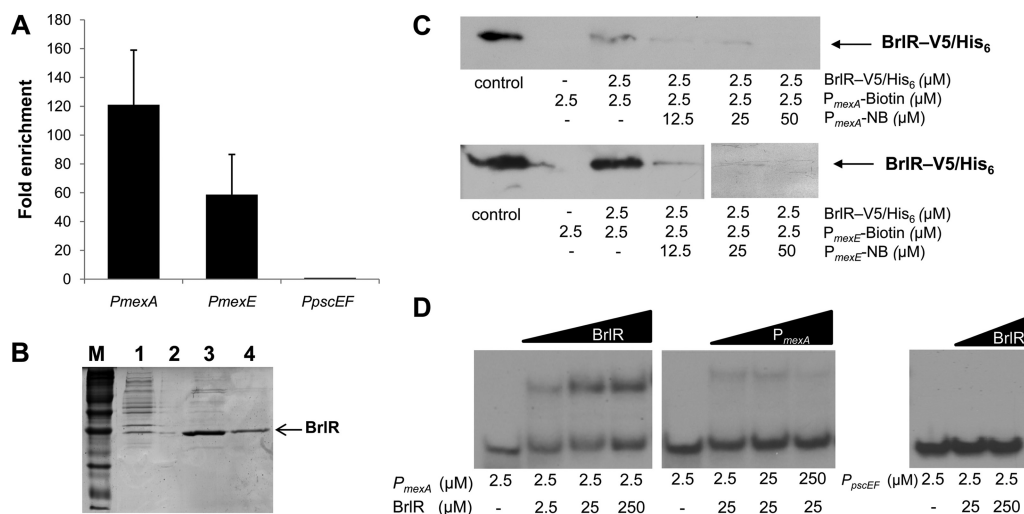 A
Fold enrichment
180
160
140
120
100
80
60
40
20
0
PmexA PmexE PpscEF
B
M 1 2 3 4
BrlR
C
BrlR–V5/His6
control - 2.5 2.5 2.5 2.5 BrlR–V5/His6 (µM)
2.5 2.5 2.5 2.5 2.5 PmexA-Biotin (µM)
- - 12.5 25 50 PmexA-NB (µM)
BrlR–V5/His6
control - 2.5 2.5 2.5 2.5 BrlR–V5/His6 (µM)
2.5 2.5 2.5 2.5 2.5 PmexE-Biotin (µM)
- - 12.5 25 50 PmexE-NB (µM)
D
BrlR PmexA BrlR
PmexA (µM) 2.5 2.5 2.5 2.5 2.5 2.5 25 250 PpscEF (µM) 2.5 2.5 2.5
BrlR (µM) - 2.5 25 250 - 25 25 25 - 25 250